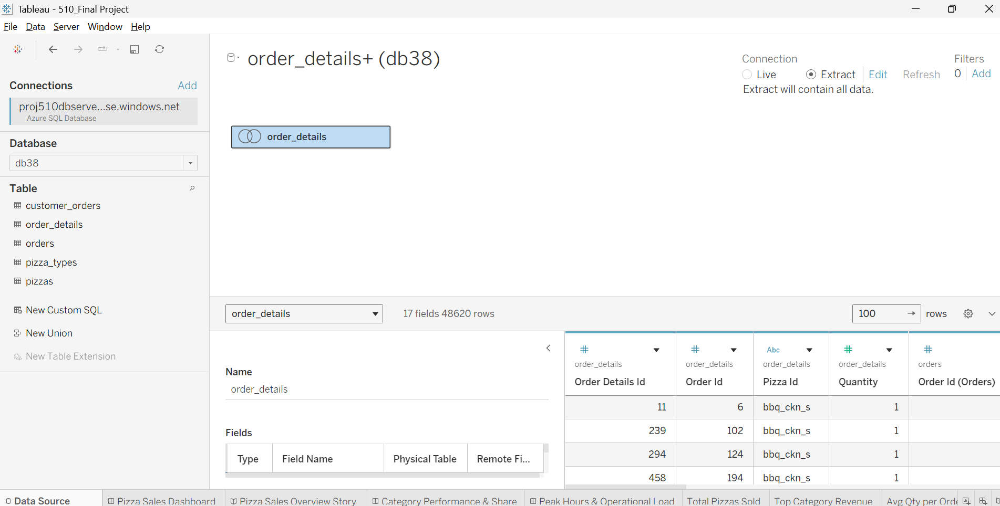 Tableau - 510_Final Project
File Data Server Window Help
Connections Add
proj510dbserve...se.windows.net
Azure SQL Database
Database
db38
Table
customer_orders
order_details
orders
pizza_types
pizzas
New Custom SQL
New Union
New Table Extension
order_details+ (db38)
Connection
Live Extract Edit Refresh
Extract will contain all data.
Filters
0 Add
order_details
order_details 17 fields 48620 rows 100 rows
Name
order_details
Fields
Type Field Name Physical Table Remote Fi...
# # Abc # #
order_details order_details order_details order_details orders
Order Details Id Order Id Pizza Id Quantity Order Id (Orders)
11 6 bbq_ckn_s 1
239 102 bbq_ckn_s 1
294 124 bbq_ckn_s 1
458 194 bbq_ckn_s 1
Data Source Pizza Sales Dashboard Pizza Sales Overview Story Category Performance & Share Peak Hours & Operational Load Total Pizzas Sold Top Category Revenue Avg Qty per Orde